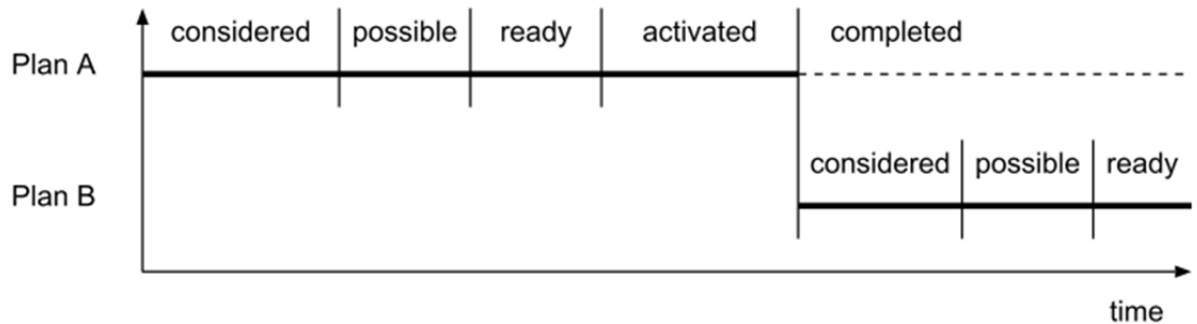 considered possible ready activated completed
Plan A
considered possible ready
Plan B
time